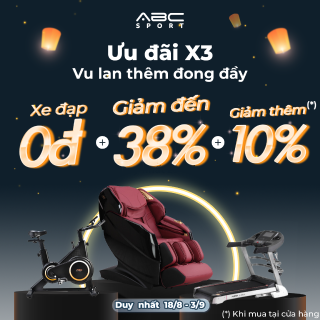 ABC
SPORT
Ưu đãi X3
Vu lan thêm đong đầy
Xe đạp
0đ
+
Giảm đến
38%
+
Giảm thêm(*)
10%
Duy nhất 18/8 - 3/9
(*) Khi mua tại cửa hàng